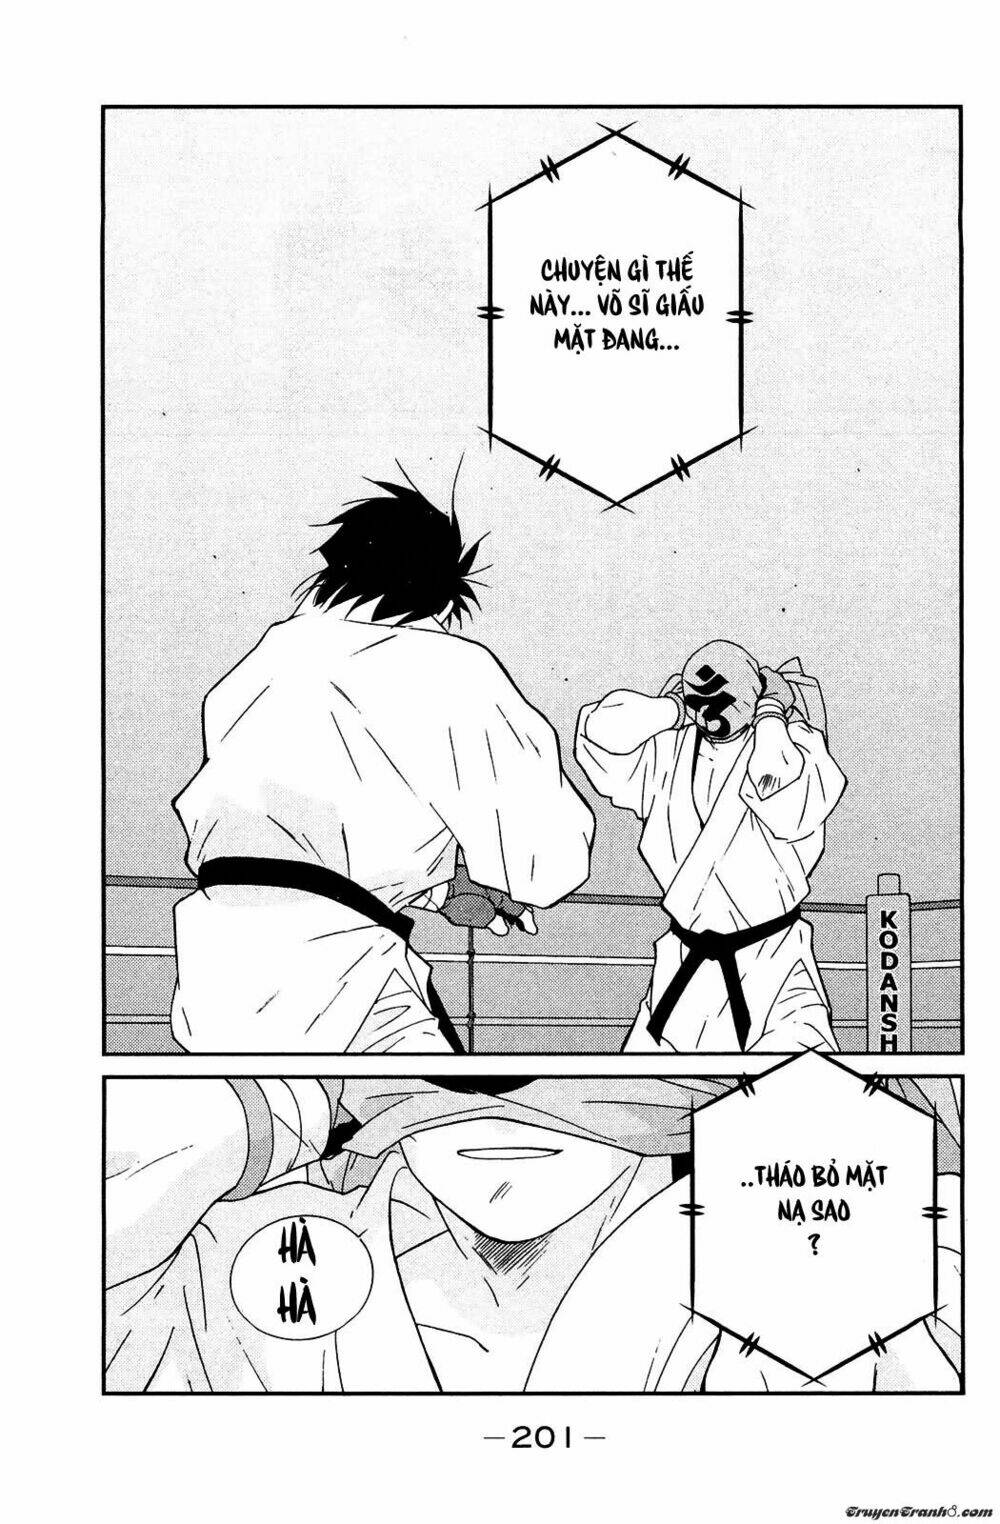 CHUYỆN GÌ THẾ
NÀY... VÕ SĨ GIẤU
MẶT ĐANG...
KODANSH
..THÁO BỎ MẶT
NẠ SAO
?
HÀ
HÀ
-201-
TruyenTranh8.com